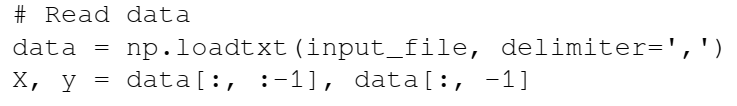 # Read data
data = np.loadtxt(input_file, delimiter=',')
X, y = data[:, :-1], data[:, -1]